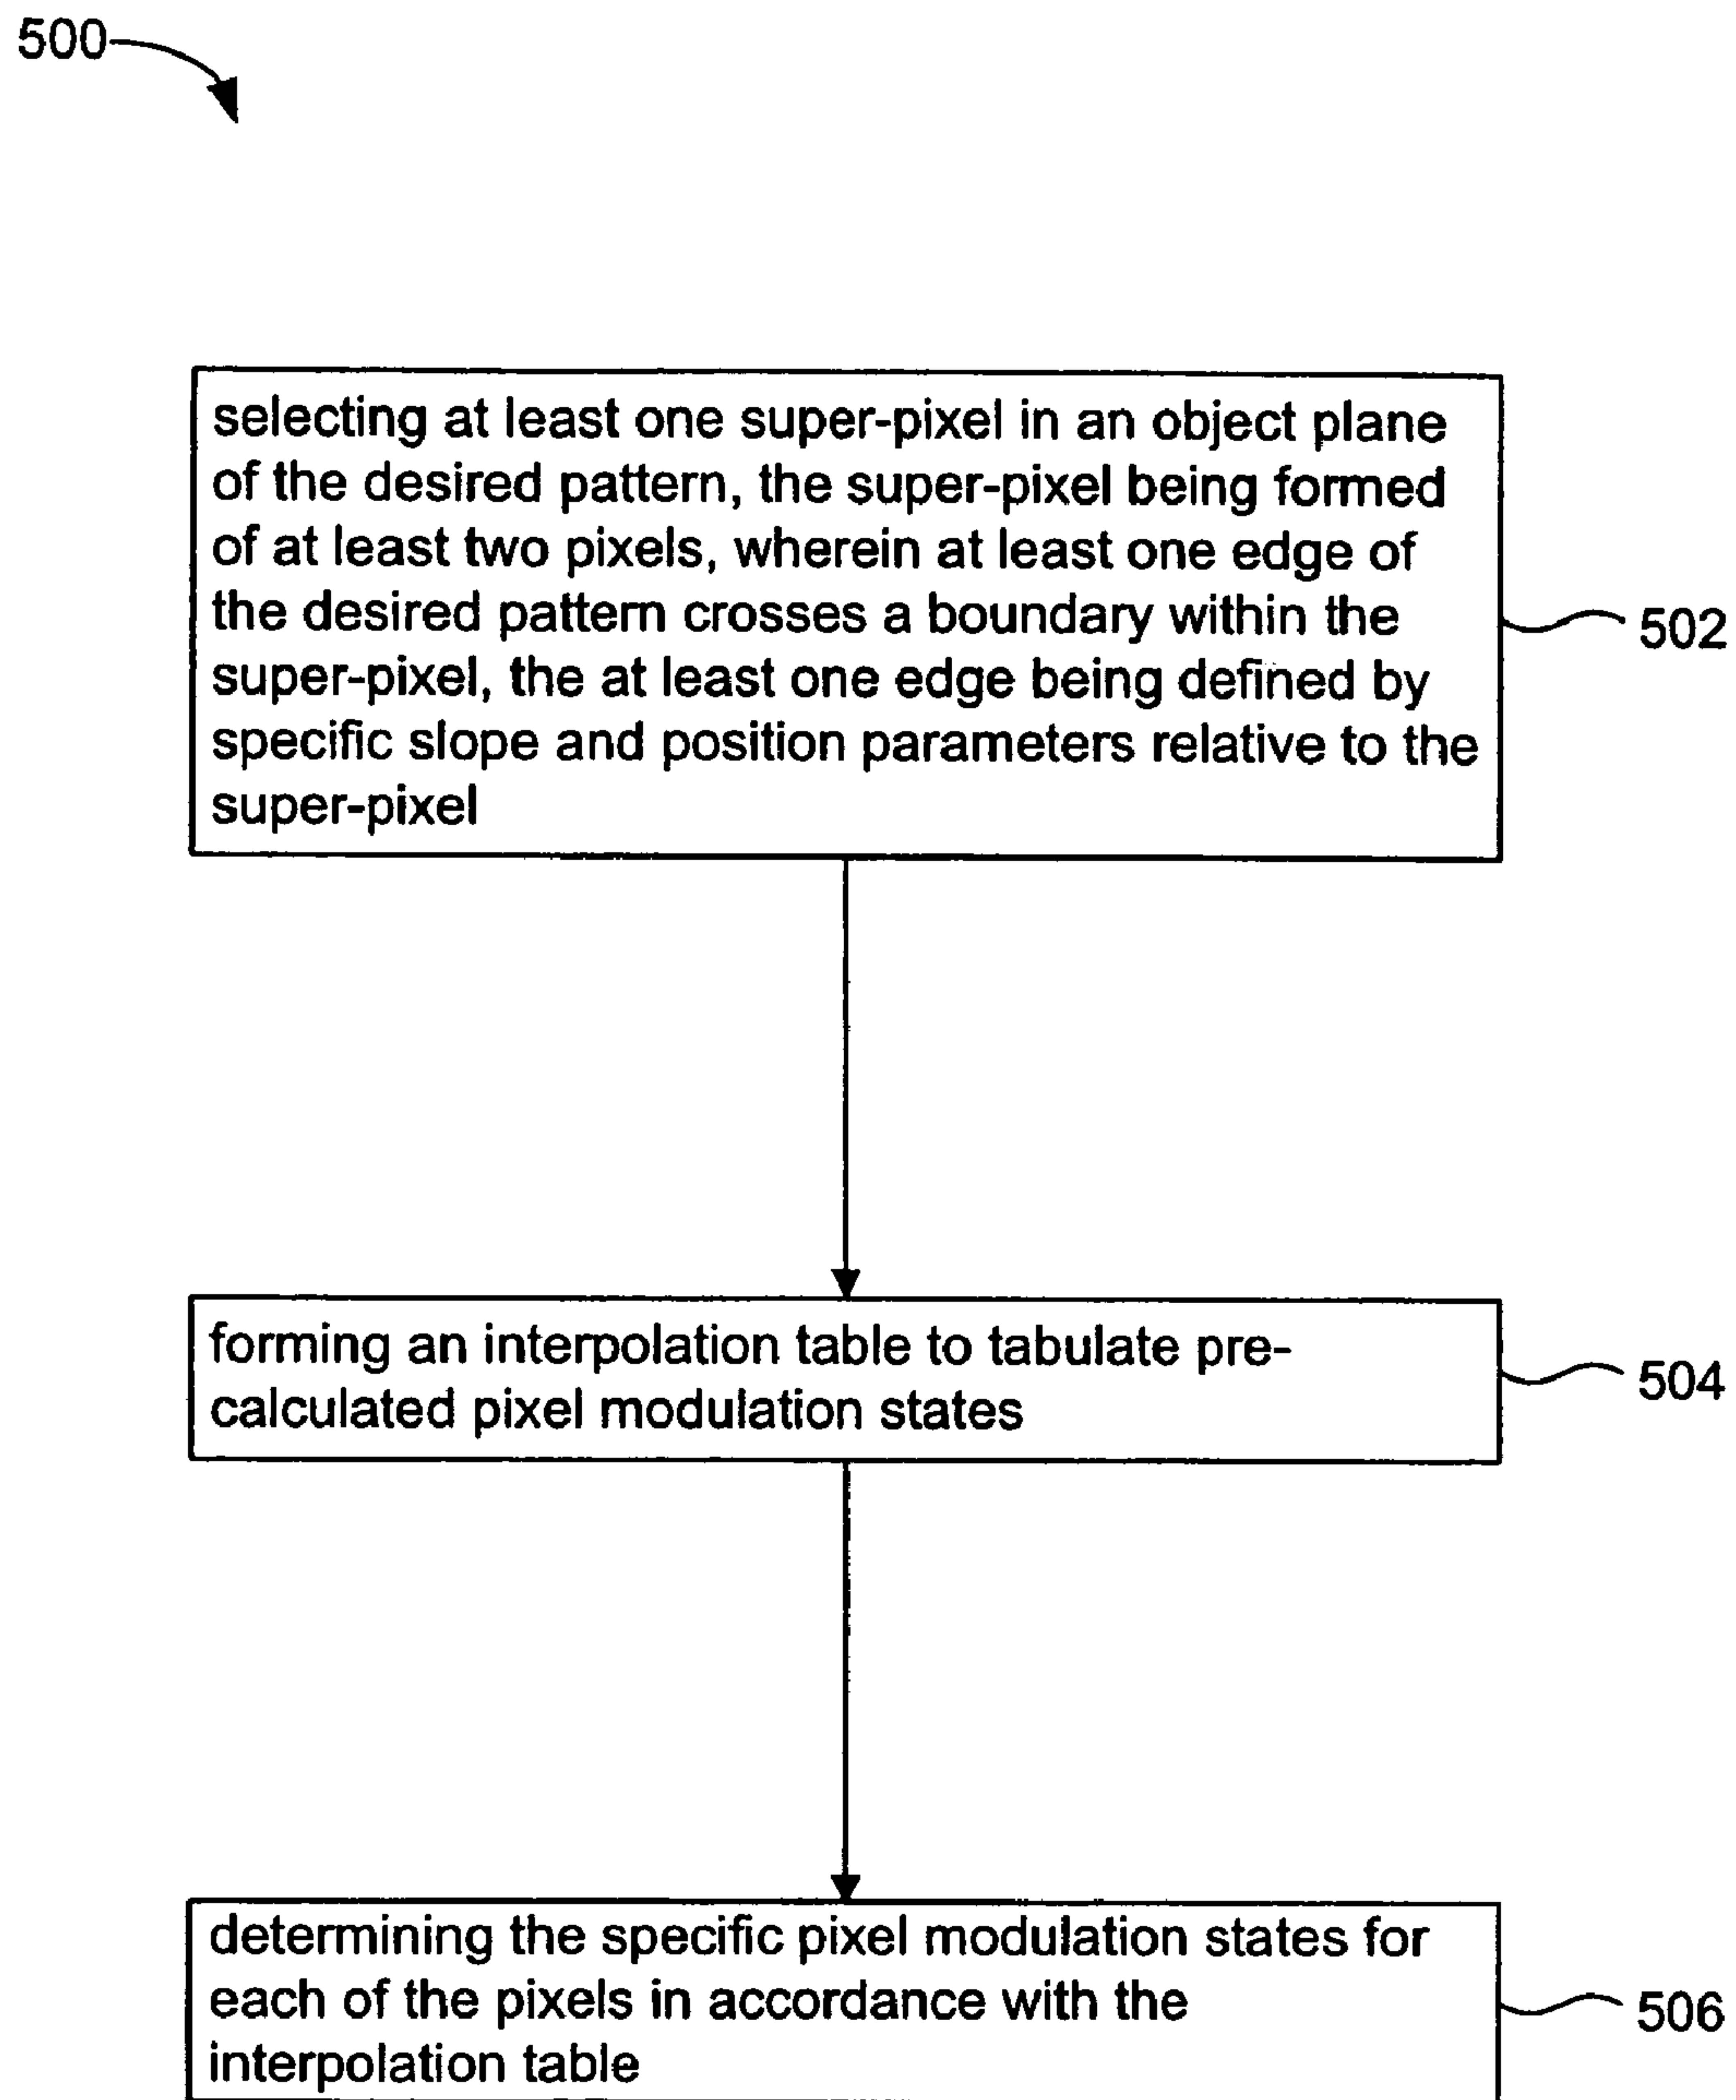 500
selecting at least one super-pixel in an object plane
of the desired pattern, the super-pixel being formed
of at least two pixels, wherein at least one edge of
the desired pattern crosses a boundary within the
super-pixel, the at least one edge being defined by
specific slope and position parameters relative to the
super-pixel
502
forming an interpolation table to tabulate pre-
calculated pixel modulation states
504
determining the specific pixel modulation states for
each of the pixels in accordance with the
interpolation table
506